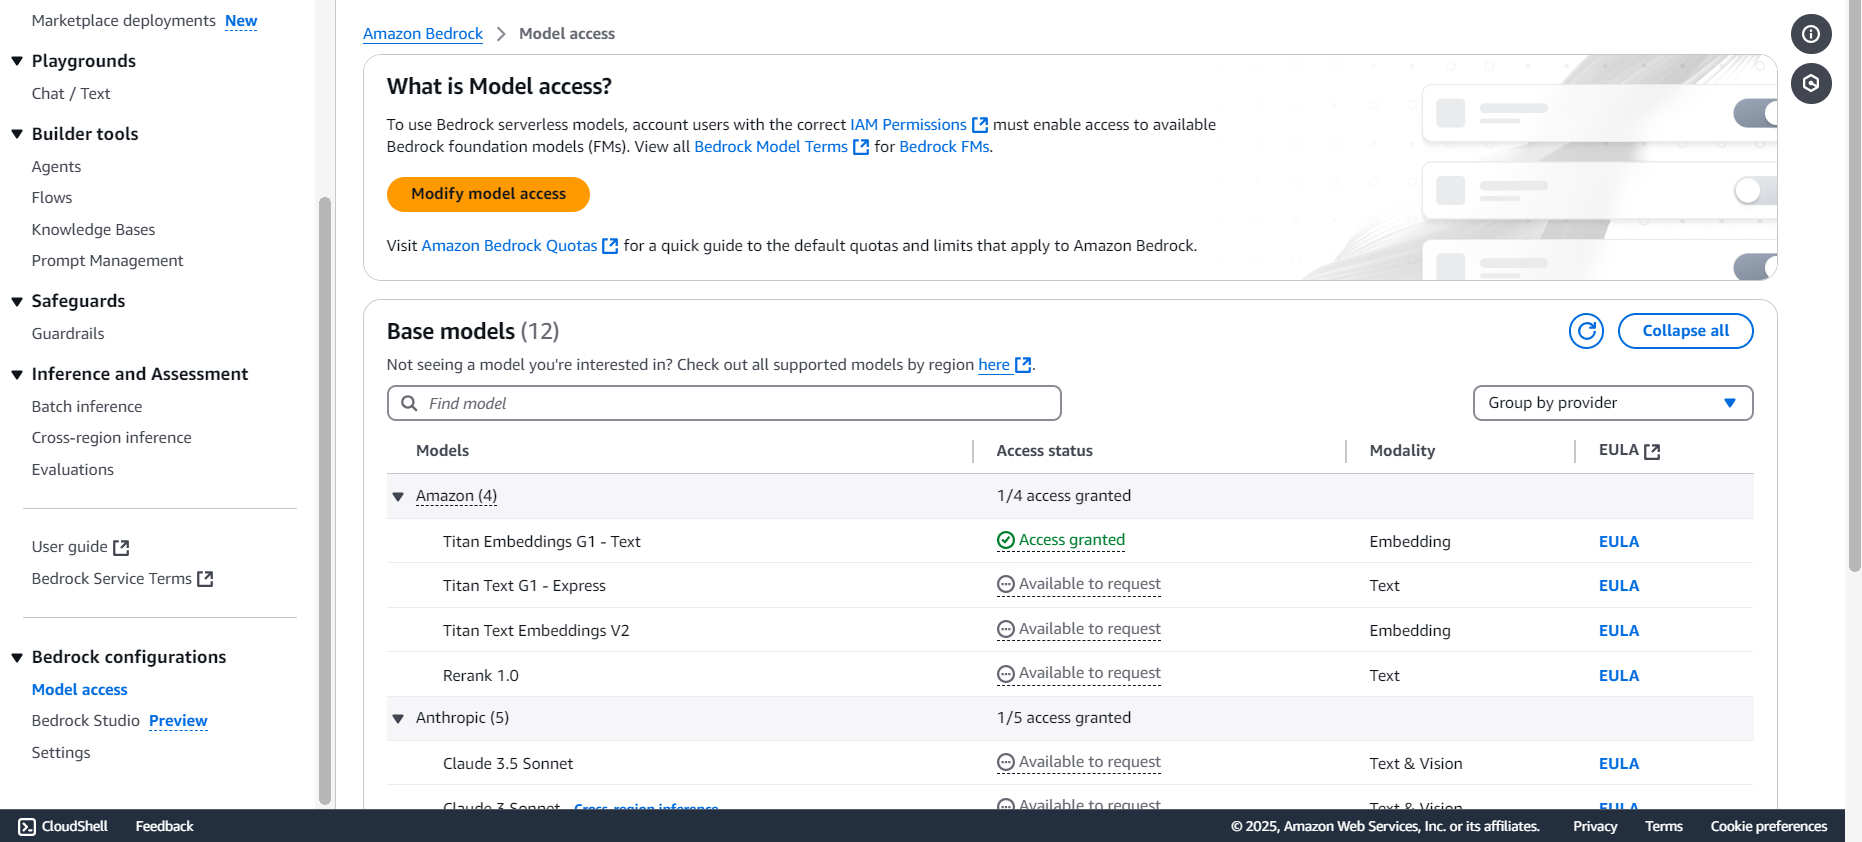 Marketplace deployments New
Playgrounds
Chat / Text
Builder tools
Agents
Flows
Knowledge Bases
Prompt Management
Safeguards
Guardrails
Inference and Assessment
Batch inference
Cross-region inference
Evaluations
User guide
Bedrock Service Terms
Bedrock configurations
Model access
Bedrock Studio Preview
Settings
Amazon Bedrock > Model access
What is Model access?
To use Bedrock serverless models, account users with the correct IAM Permissions must enable access to available
Bedrock foundation models (FMs). View all Bedrock Model Terms for Bedrock FMs.
Modify model access
Visit Amazon Bedrock Quotas for a quick guide to the default quotas and limits that apply to Amazon Bedrock.
Base models (12)
Collapse all
Not seeing a model you're interested in? Check out all supported models by region here.
Find model
Group by provider
Models Access status Modality EULA
Amazon (4) 1/4 access granted
Titan Embeddings G1 - Text Access granted Embedding EULA
Titan Text G1 - Express Available to request Text EULA
Titan Text Embeddings V2 Available to request Embedding EULA
Rerank 1.0 Available to request Text EULA
Anthropic (5) 1/5 access granted
Claude 3.5 Sonnet Available to request Text & Vision EULA
Claude 3 Sonnet Cross-region inference Available to request Text & Vision EULA
CloudShell Feedback © 2025, Amazon Web Services, Inc. or its affiliates. Privacy Terms Cookie preferences